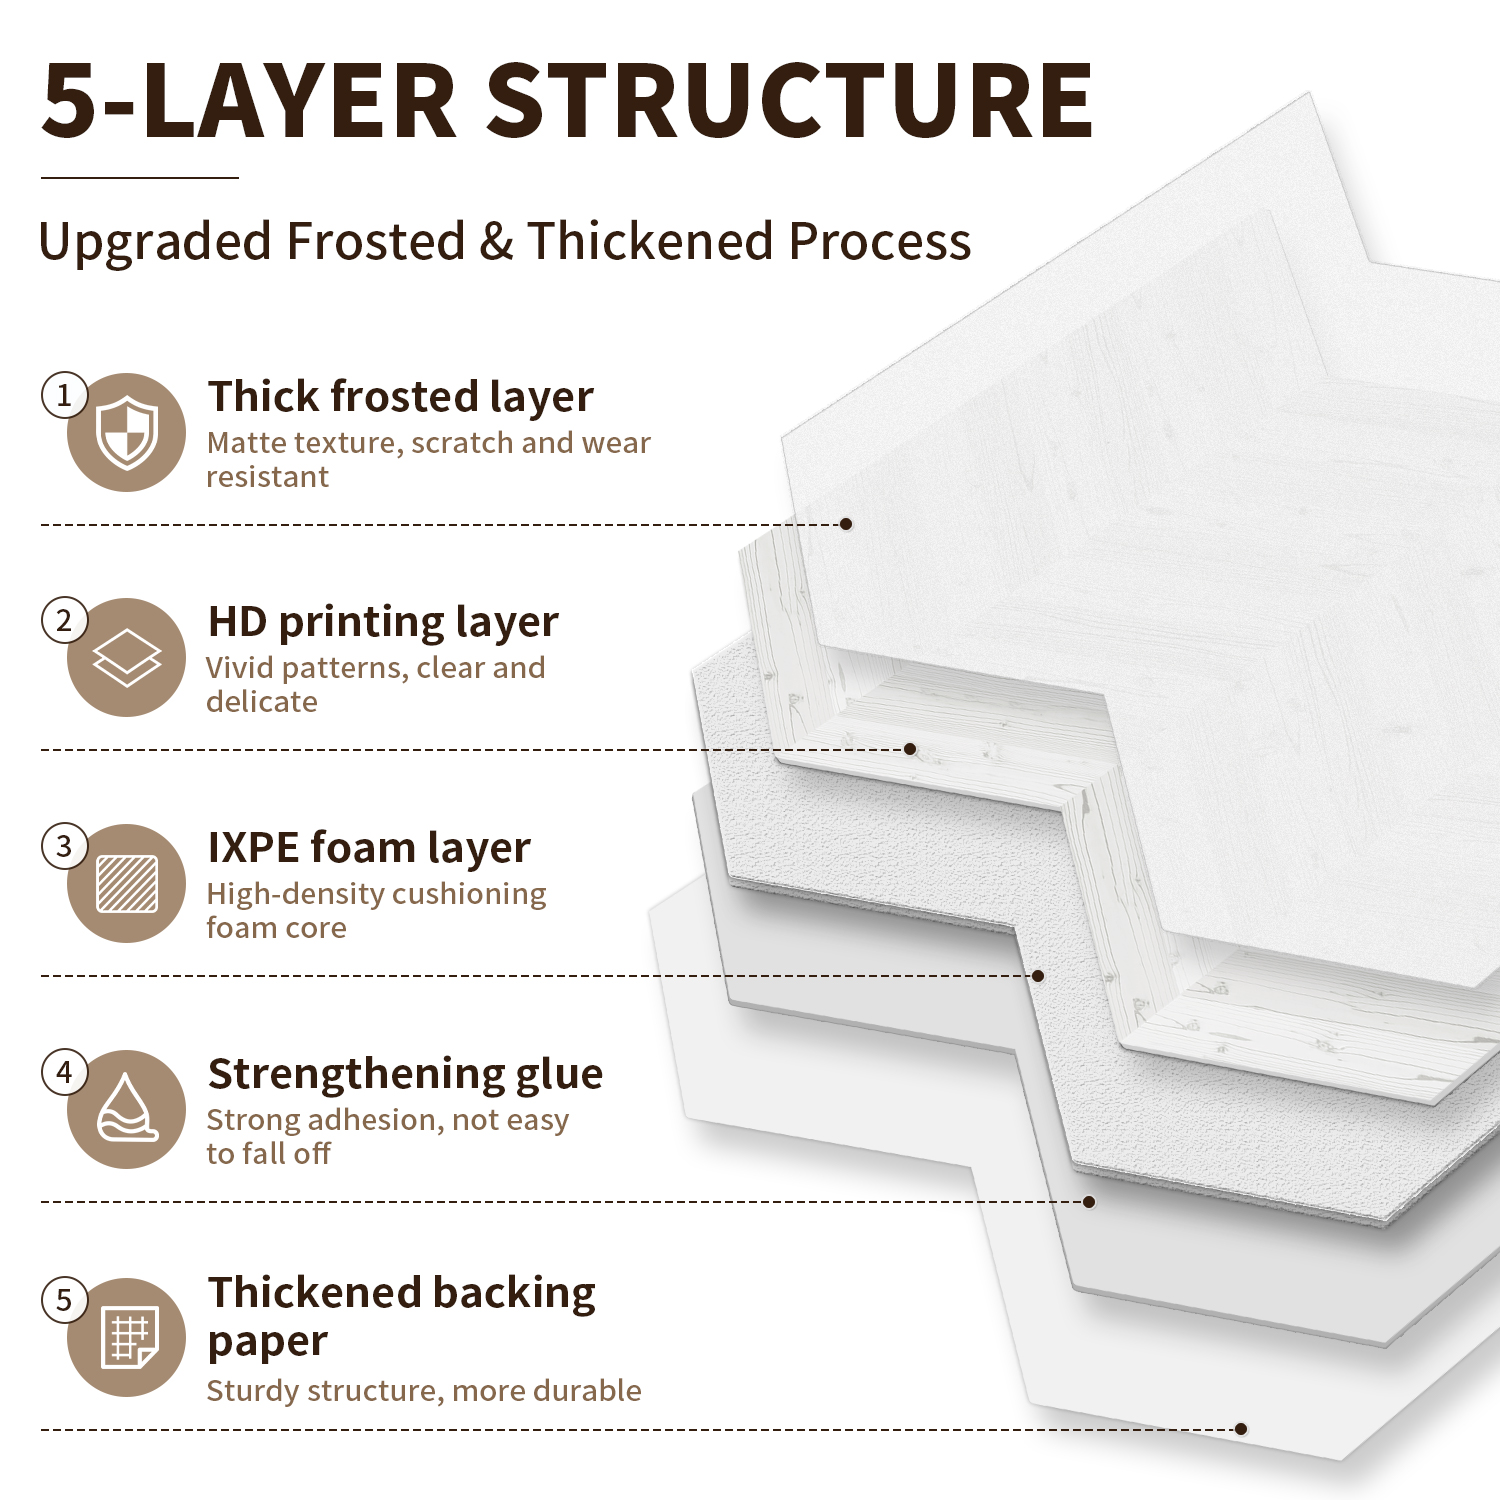 5-LAYER STRUCTURE
Upgraded Frosted & Thickened Process
1
Thick frosted layer
Matte texture, scratch and wear
resistant
2
HD printing layer
Vivid patterns, clear and
delicate
3
IXPE foam layer
High-density cushioning
foam core
4
Strengthening glue
Strong adhesion, not easy
to fall off
5
Thickened backing
paper
Sturdy structure, more durable